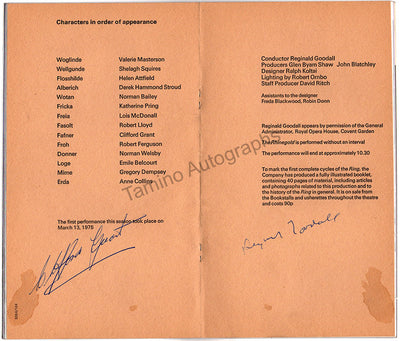 Characters in order of appearance
Woglinde Valerie Masterson
Wellgunde Shelagh Squires
Flosshilde Helen Attfield
Alberich Derek Hammond Stroud
Wotan Norman Bailey
Fricka Katherine Pring
Freia Lois McDonall
Fasolt Robert Lloyd
Fafner Clifford Grant
Froh Robert Ferguson
Donner Norman Welsby
Loge Emile Belcourt
Mime Gregory Dempsey
Erda Anne Collins
The first performance this season took place on
March 13, 1976
Clifford Grant
Conductor Reginald Goodall
Producers Glen Byam Shaw John Blatchley
Designer Ralph Koltai
Lighting by Robert Ornbo
Staff Producer David Ritch
Assistants to the designer
Freda Blackwood, Robin Donn
Reginald Goodall appears by permission of the General
Administrator, Royal Opera House, Covent Garden
The Rhinegold is performed without an interval
The performance will end at approximately 10.30
To mark the first complete cycles of the Ring, the
Company has produced a fully illustrated booklet,
containing 40 pages of material, including articles
and photographs related to this production and to
the history of the Ring in general. It is on sale from
the Bookstalls and usherettes throughout the theatre
and costs 90p
Reginald Goodall
Tamino Autographs